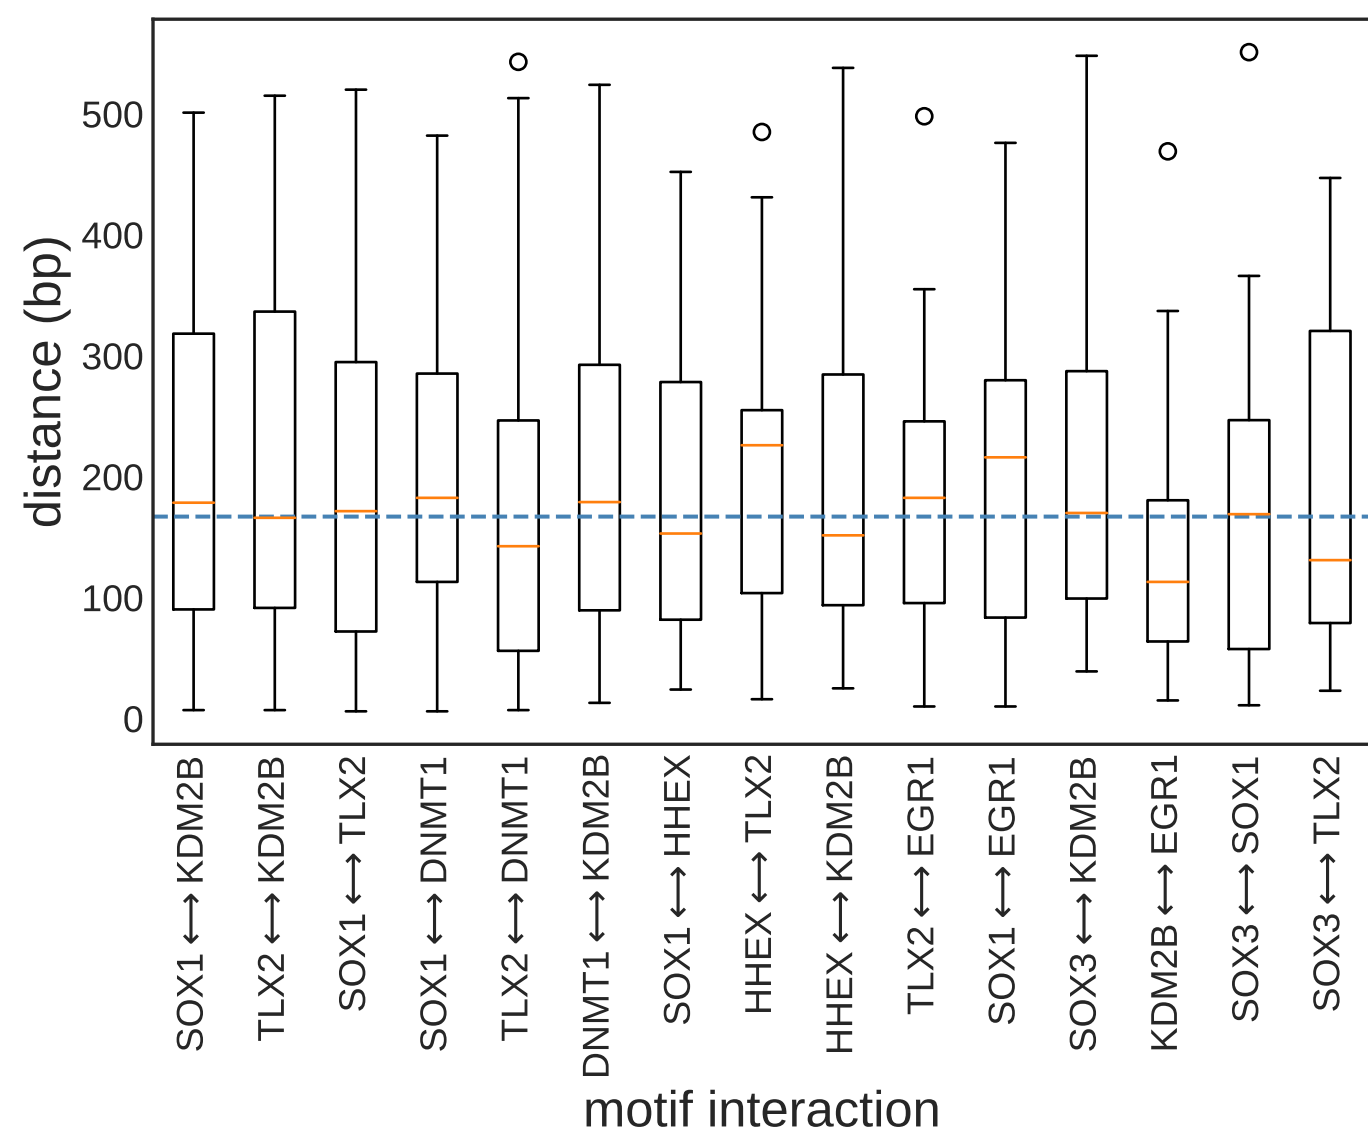 distance (bp)
500
400
300
200
100
0
SOX1 ⟷ KDM2B
TLX2 ⟷ KDM2B
SOX1 ⟷ TLX2
SOX1 ⟷ DNMT1
TLX2 ⟷ DNMT1
DNMT1 ⟷ KDM2B
SOX1 ⟷ HHEX
HHEX ⟷ TLX2
HHEX ⟷ KDM2B
TLX2 ⟷ EGR1
SOX1 ⟷ EGR1
SOX3 ⟷ KDM2B
KDM2B ⟷ EGR1
SOX3 ⟷ SOX1
SOX3 ⟷ TLX2
motif interaction